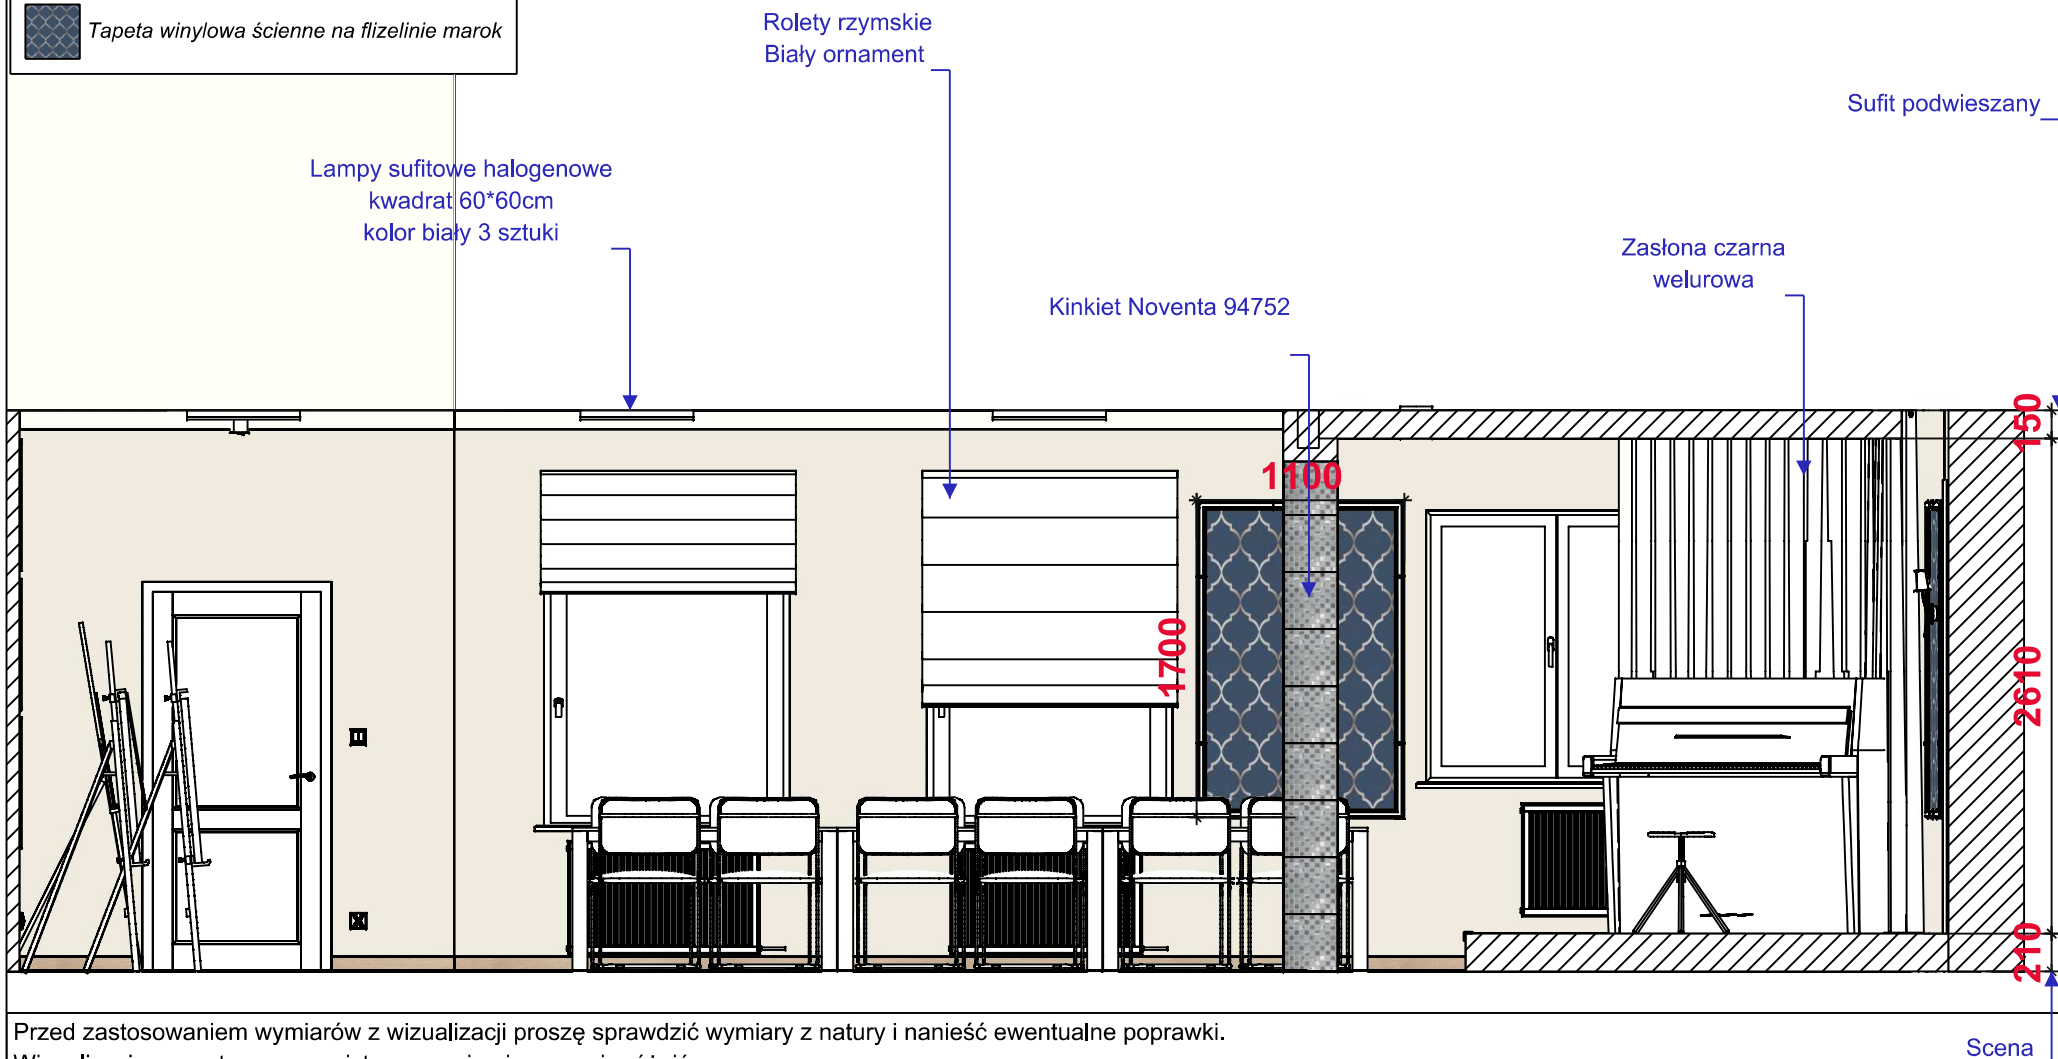 Tapeta winylowa ścienne na flizelinie marok
Rolety rzymskie
Biały ornament
Sufit podwieszany
Lampy sufitowe halogenowe
kwadrat 60*60cm
kolor biały 3 sztuki
Zasłona czarna
welurowa
Kinkiet Noventa 94752
150
1100
1700
2610
210
Przed zastosowaniem wymiarów z wizualizacji proszę sprawdzić wymiary z natury i nanieść ewentualne poprawki.
Scena